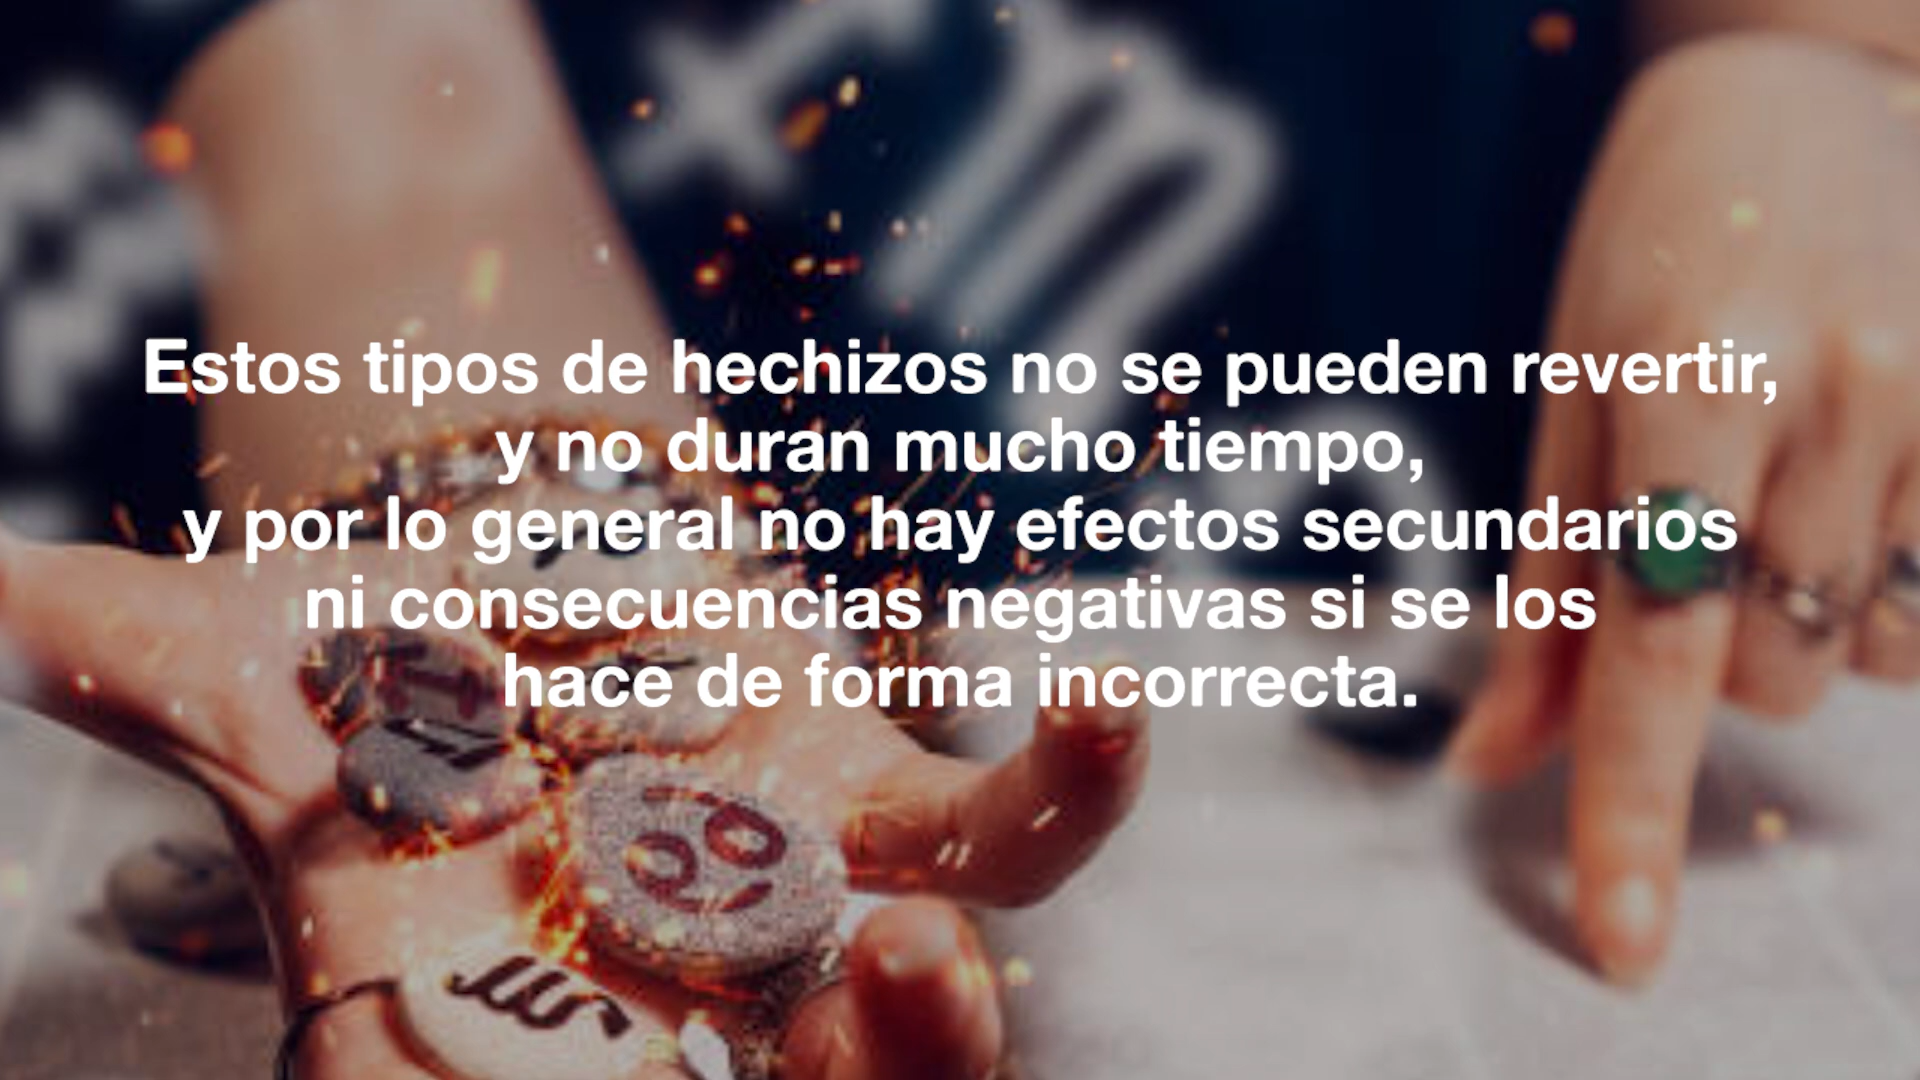 Estos tipos de hechizos no se pueden revertir,
y no duran mucho tiempo,
y por lo general no hay efectos secundarios
ni consecuencias negativas si se los
hace de forma incorrecta.